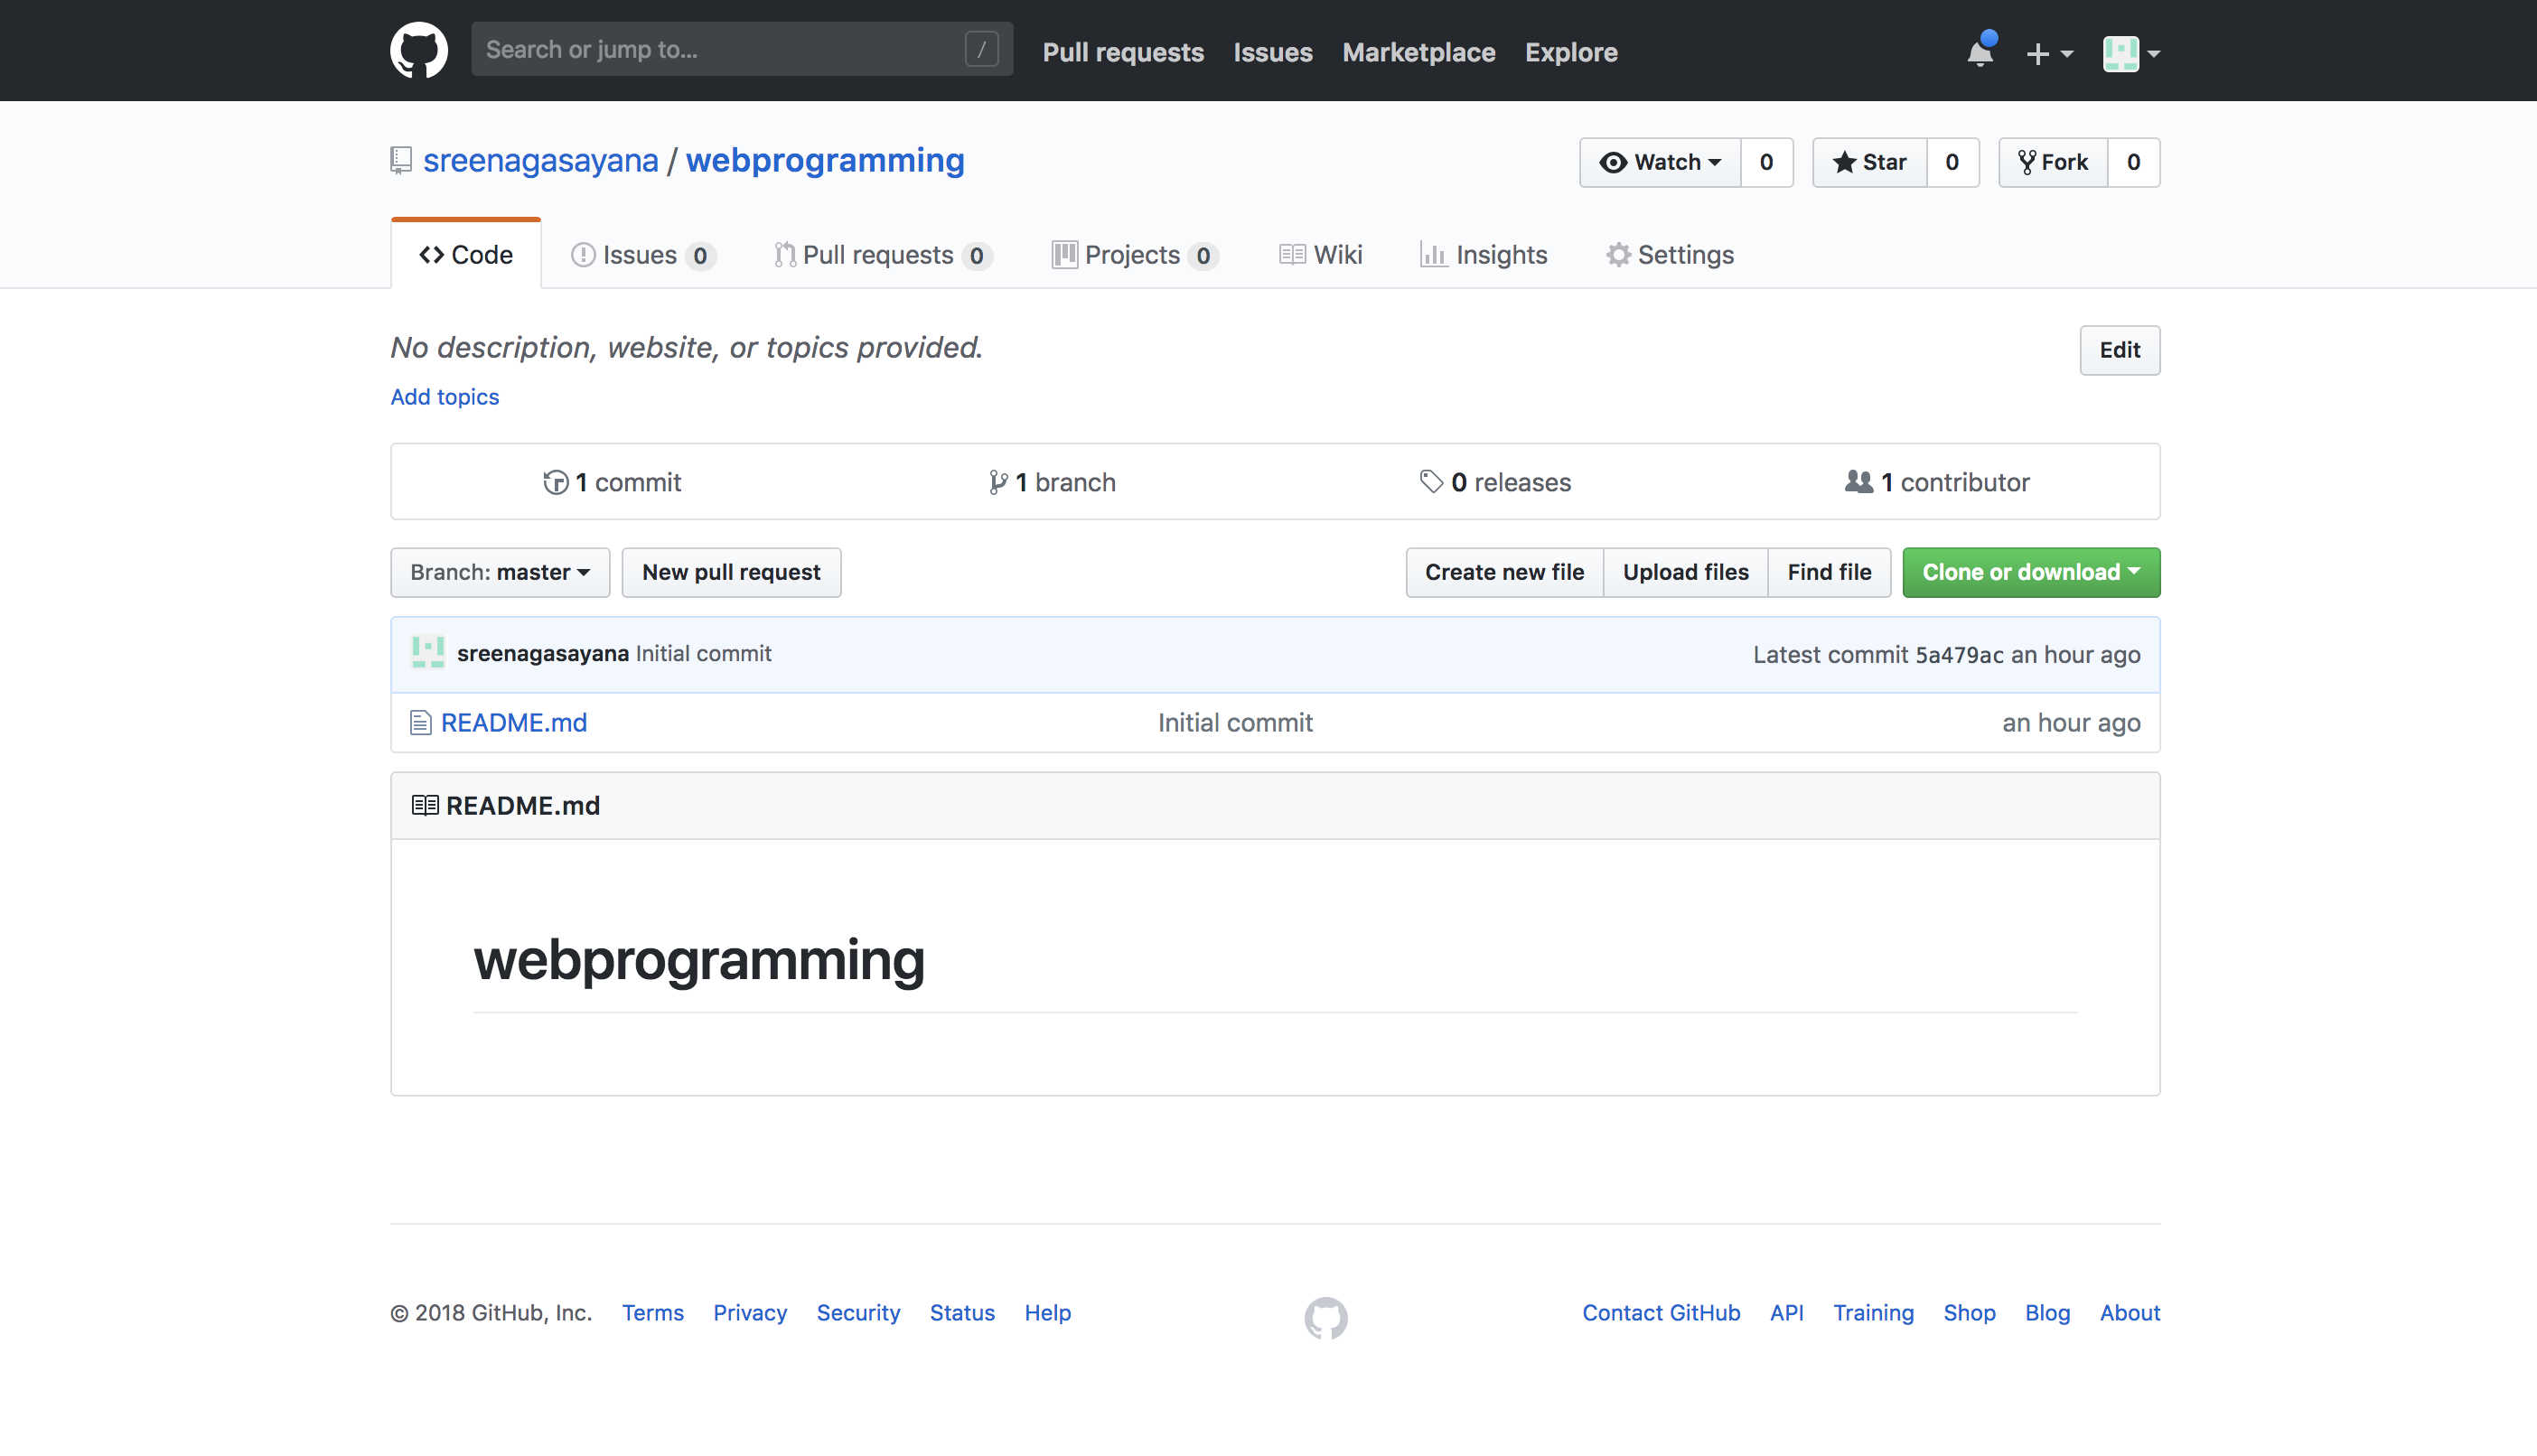 Search or jump to... /
Pull requests Issues Marketplace Explore
sreenagasayana / webprogramming
Watch 0 Star 0 Fork 0
Code Issues 0 Pull requests 0 Projects 0 Wiki Insights Settings
No description, website, or topics provided.
Edit
Add topics
1 commit 1 branch 0 releases 1 contributor
Branch: master New pull request Create new file Upload files Find file Clone or download
sreenagasayana Initial commit Latest commit 5a479ac an hour ago
README.md Initial commit an hour ago
README.md
webprogramming
© 2018 GitHub, Inc. Terms Privacy Security Status Help Contact GitHub API Training Shop Blog About